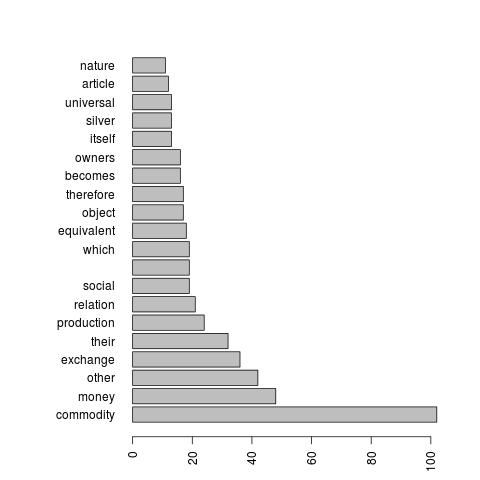 nature
article
universal
silver
itself
owners
becomes
therefore
object
equivalent
which
social
relation
production
their
exchange
other
money
commodity
0 20 40 60 80 100